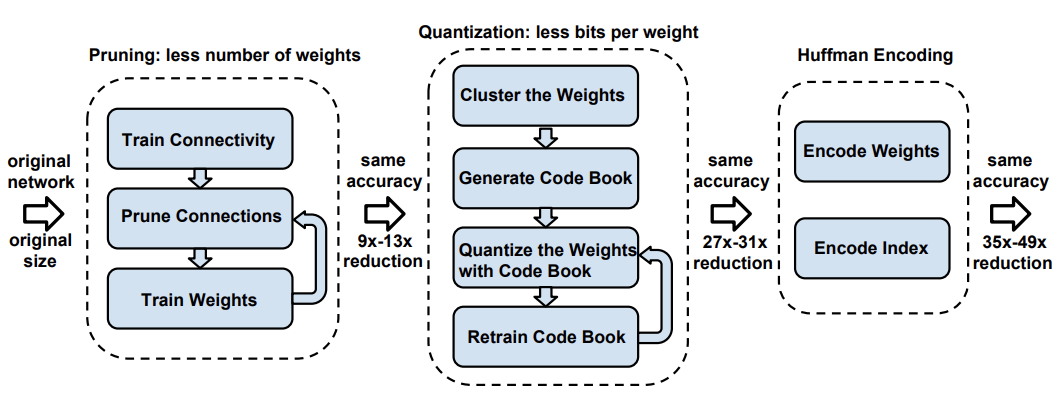 Pruning: less number of weights
Train Connectivity
Prune Connections
Train Weights
original
network
original
size
same
accuracy
9x-13x
reduction
Quantization: less bits per weight
Cluster the Weights
Generate Code Book
Quantize the Weights
with Code Book
Retrain Code Book
same
accuracy
27x-31x
reduction
Huffman Encoding
Encode Weights
Encode Index
same
accuracy
35x-49x
reduction